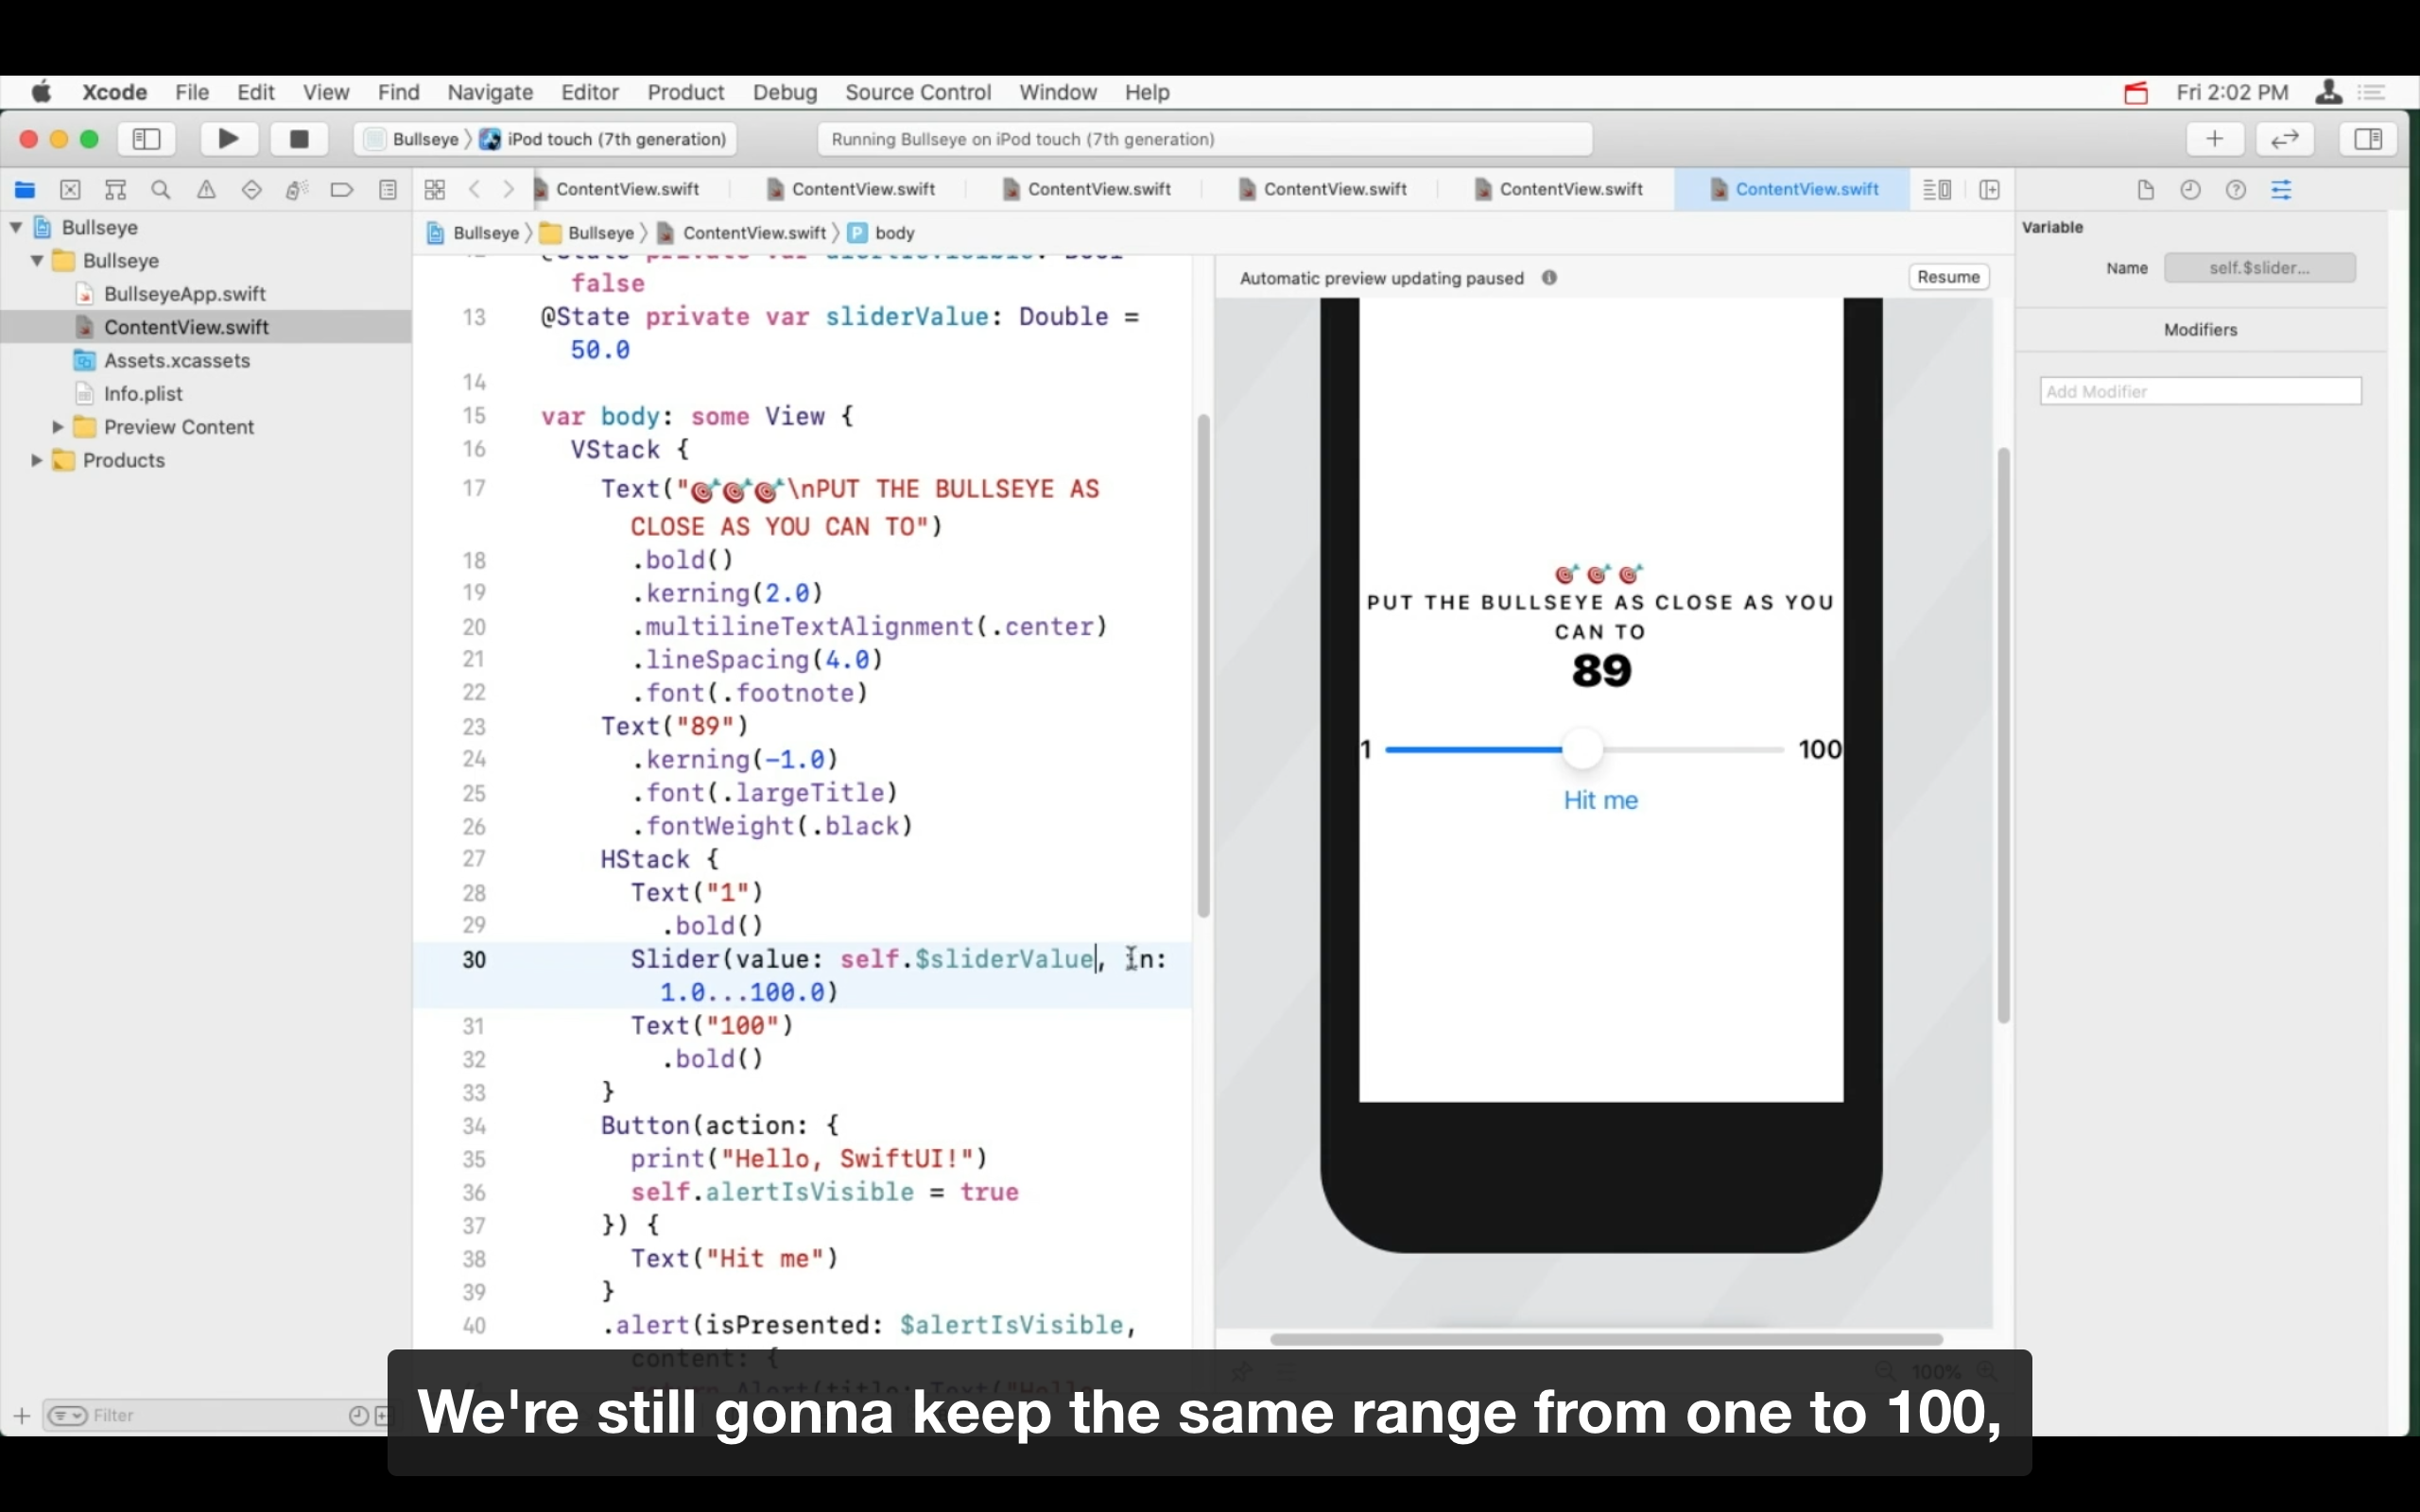 Xcode File Edit View Find Navigate Editor Product Debug Source Control Window Help Fri 2:02 PM
Bullseye 〉 iPod touch (7th generation) Running Bullseye on iPod touch (7th generation)
ContentView.swift ContentView.swift ContentView.swift ContentView.swift ContentView.swift ContentView.swift
Bullseye 〉 Bullseye 〉 ContentView.swift 〉 P body
Bullseye
Bullseye
BullseyeApp.swift
ContentView.swift
Assets.xcassets
Info.plist
Preview Content
Products
Filter
false
13 @State private var sliderValue: Double =
50.0
14
15 var body: some View {
16 VStack {
17 Text("🎯🎯🎯\nPUT THE BULLSEYE AS
CLOSE AS YOU CAN TO")
18 .bold()
19 .kerning(2.0)
20 .multilineTextAlignment(.center)
21 .lineSpacing(4.0)
22 .font(.footnote)
23 Text("89")
24 .kerning(-1.0)
25 .font(.largeTitle)
26 .fontWeight(.black)
27 HStack {
28 Text("1")
29 .bold()
30 Slider(value: self.$sliderValue, in:
1.0...100.0)
31 Text("100")
32 .bold()
33 }
34 Button(action: {
35 print("Hello, SwiftUI!")
36 self.alertIsVisible = true
37 }) {
38 Text("Hit me")
39 }
40 .alert(isPresented: $alertIsVisible,
content: {
Automatic preview updating paused Resume
🎯🎯🎯
PUT THE BULLSEYE AS CLOSE AS YOU
CAN TO
89
1 100
Hit me
100%
Variable
Name self.$slider...
Modifiers
Add Modifier
We're still gonna keep the same range from one to 100,